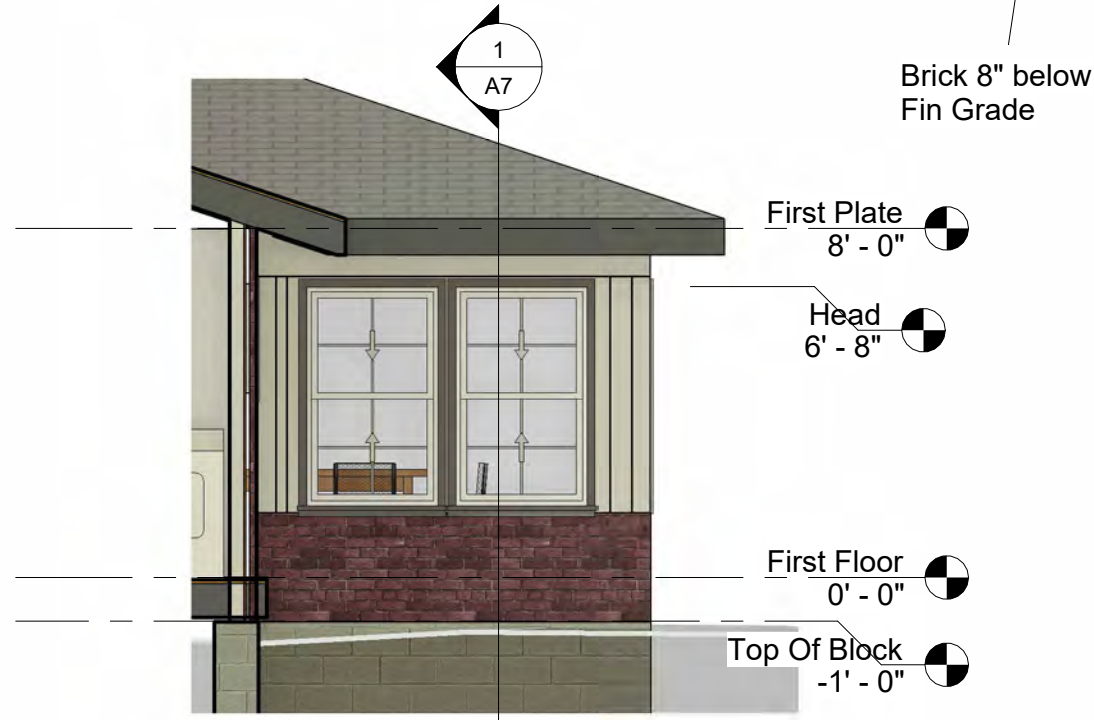 1
A7
Brick 8" below
Fin Grade
First Plate
8' - 0"
Head
6' - 8"
First Floor
0' - 0"
Top Of Block
-1' - 0"